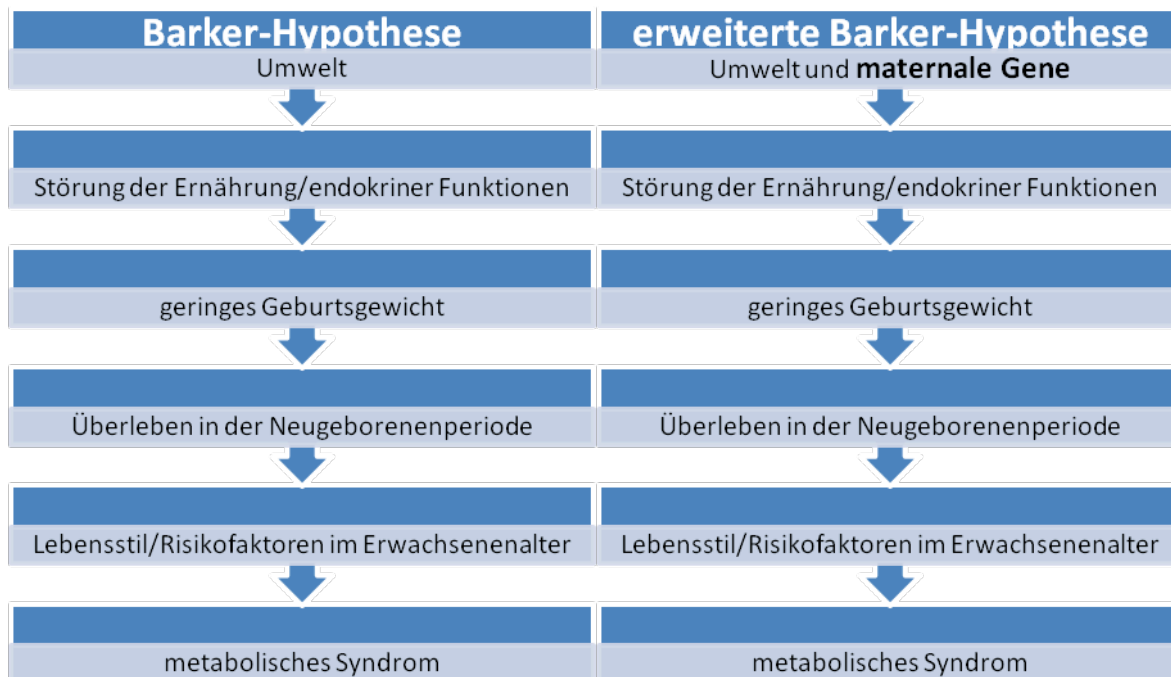 Barker-Hypothese
Umwelt
Störung der Ernährung/endokriner Funktionen
geringes Geburtsgewicht
Überleben in der Neugeborenenperiode
Lebensstil/Risikofaktoren im Erwachsenenalter
metabolisches Syndrom
erweiterte Barker-Hypothese
Umwelt und maternale Gene
Störung der Ernährung/endokriner Funktionen
geringes Geburtsgewicht
Überleben in der Neugeborenenperiode
Lebensstil/Risikofaktoren im Erwachsenenalter
metabolisches Syndrom